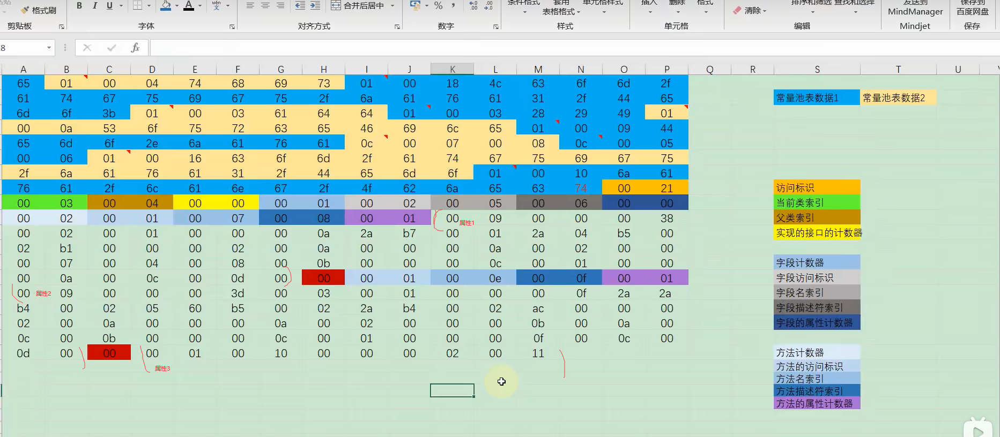 格式刷
B I U A 文 合并后居中 %
条件格式 套用 单元格样式 插入 删除 格式
表格格式
清除
排序和筛选 查找和选择
发送到
MindManager
保存到
百度网盘
剪贴板 字体 对齐方式 数字 样式 单元格 编辑 Mindjet 保存
8 fx
A B C D E F G H I J K L M N O P Q R S T U
65 01 00 04 74 68 69 73 01 00 18 4c 63 6f 6d 2f
61 74 67 75 69 67 75 2f 6a 61 76 61 31 2f 44 65 常量池表数据1 常量池表数据2
6d 6f 3b 01 00 03 61 64 64 01 00 03 28 29 49 01
00 0a 53 6f 75 72 63 65 46 69 6c 65 01 00 09 44
65 6d 6f 2e 6a 61 76 61 0c 00 07 00 08 0c 00 05
00 06 01 00 16 63 6f 6d 2f 61 74 67 75 69 67 75
2f 6a 61 76 61 31 2f 44 65 6d 6f 01 00 10 6a 61
76 61 2f 6c 61 6e 67 2f 4f 62 6a 65 63 74 00 21 访问标识
00 03 00 04 00 00 00 01 00 02 00 05 00 06 00 00 当前类索引
00 02 00 01 00 07 00 08 00 01 00 属性1 09 00 00 00 38 父类索引
00 02 00 01 00 00 00 0a 2a b7 00 01 2a 04 b5 00 实现的接口的计数器
02 b1 00 00 00 02 00 0a 00 00 00 0a 00 02 00 00
00 07 00 04 00 08 00 0b 00 00 00 0c 00 01 00 00 字段计数器
00 0a 00 0c 00 0d 00 00 00 01 00 0e 00 0f 00 01 字段访问标识
00 属性2 09 00 00 00 3d 00 03 00 01 00 00 00 0f 2a 2a 字段名索引
b4 00 02 05 60 b5 00 02 2a b4 00 02 ac 00 00 00 字段描述符索引
02 00 0a 00 00 00 0a 00 02 00 00 00 0b 00 0a 00 字段的属性计数器
0c 00 0b 00 00 00 0c 00 01 00 00 00 0f 00 0c 00
0d 00 00 00 01 00 10 00 00 00 02 00 11 方法计数器
属性3 方法的访问标识
方法名索引
方法描述符索引
方法的属性计数器